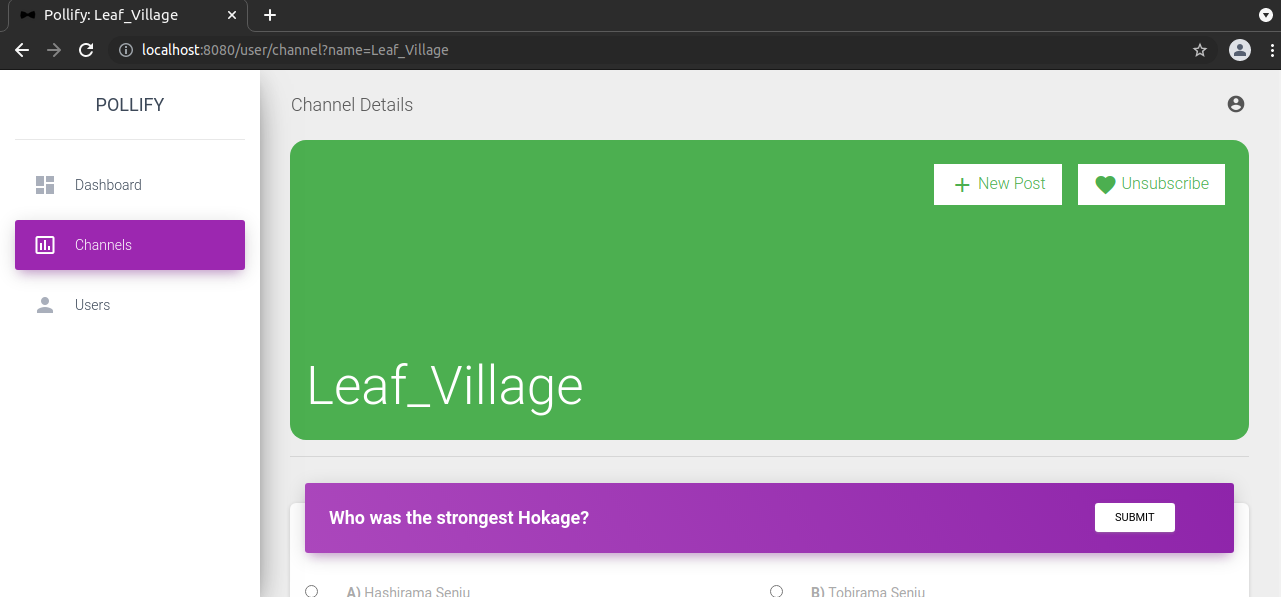 Pollify: Leaf_Village
localhost:8080/user/channel?name=Leaf_Village
POLLIFY
Channel Details
Dashboard
Channels
Users
New Post
Unsubscribe
Leaf_Village
Who was the strongest Hokage?
SUBMIT
A) Hashirama Senju
B) Tobirama Senju